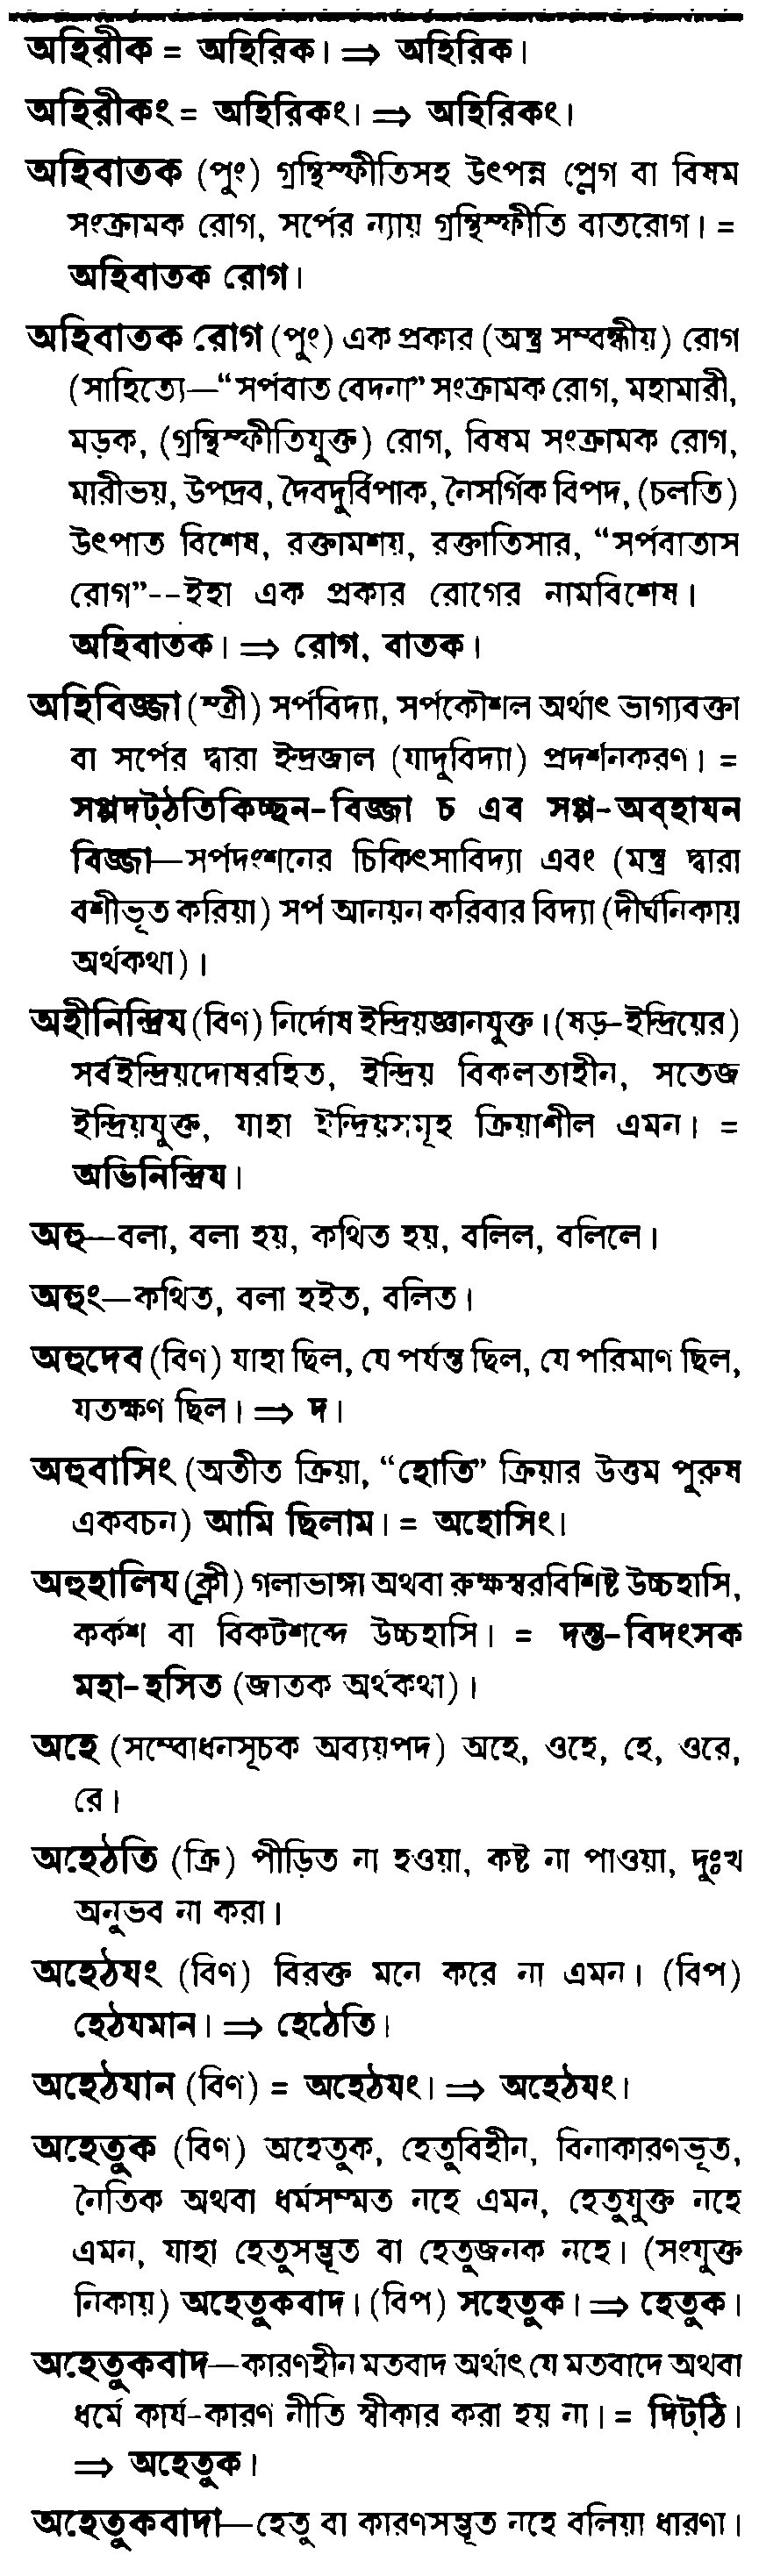 অহিরীক = অহিরিক। ⇒ অহিরিক।
অহিরীকং = অহিরিকং। ⇒ অহিরিকং।
অহিবাতক (পুং) গ্রন্থিস্ফীতিসহ উৎপন্ন প্লেগ বা বিষম
সংক্রামক রোগ, সর্পের ন্যায় গ্রন্থিস্ফীতি বাতরোগ। =
অহিবাতক রোগ।
অহিবাতক রোগ (পুং) এক প্রকার (অন্ত্র সম্বন্ধীয়) রোগ
(সাহিত্যে—“সর্পবাত বেদনা” সংক্রামক রোগ, মহামারী,
মড়ক, (গ্রন্থিস্ফীতিযুক্ত) রোগ, বিষম সংক্রামক রোগ,
মারীভয়, উপদ্রব, দৈবদুর্বিপাক, নৈসর্গিক বিপদ, (চলতি)
উৎপাত বিশেষ, রক্তামশয়, রক্তাতিসার, “সর্পবাতাস
রোগ”--ইহা এক প্রকার রোগের নামবিশেষ।
অহিবাতক। ⇒ রোগ, বাতক।
অহিবিজ্জা (স্ত্রী) সর্পবিদ্যা, সর্পকৌশল অর্থাৎ ভাগ্যবক্তা
বা সর্পের দ্বারা ইন্দ্রজাল (যাদুবিদ্যা) প্রদর্শনকরণ। =
সপ্পদট্ঠতিকিচ্ছন-বিজ্জা চ এব সপ্প-অব্হাযন
বিজ্জা—সর্পদংশনের চিকিৎসাবিদ্যা এবং (মন্ত্র দ্বারা
বশীভূত করিয়া) সর্প আনয়ন করিবার বিদ্যা (দীর্ঘনিকায়
অর্থকথা)।
অহীনিন্দ্রিয (বিণ) নির্দোষ ইন্দ্রিয়জ্ঞানযুক্ত। (ষড়-ইন্দ্রিয়ের)
সর্বইন্দ্রিয়দোষরহিত, ইন্দ্রিয় বিকলতাহীন, সতেজ
ইন্দ্রিয়যুক্ত, যাহা ইন্দ্রিয়সমূহ ক্রিয়াশীল এমন। =
অভিনিন্দ্রিয।
অহু—বলা, বলা হয়, কথিত হয়, বলিল, বলিলে।
অহুং—কথিত, বলা হইত, বলিত।
অহুদেব (বিণ) যাহা ছিল, যে পর্যন্ত ছিল, যে পরিমাণ ছিল,
যতক্ষণ ছিল। ⇒ দ।
অহুবাসিং (অতীত ক্রিয়া, “হোতি” ক্রিয়ার উত্তম পুরুষ
একবচন) আমি ছিলাম। = অহোসিং।
অহুহালিয (ক্লী) গলাভাঙ্গা অথবা রুক্ষস্বরবিশিষ্ট উচ্চহাসি,
কর্কশ বা বিকটশব্দে উচ্চহাসি। = দন্ত-বিদংসক
মহা-হসিত (জাতক অর্থকথা)।
অহে (সম্বোধনসূচক অব্যয়পদ) অহে, ওহে, হে, ওরে,
রে।
অহেঠতি (ক্রি) পীড়িত না হওয়া, কষ্ট না পাওয়া, দুঃখ
অনুভব না করা।
অহেঠযং (বিণ) বিরক্ত মনে করে না এমন। (বিপ)
হেঠযমান। ⇒ হেঠেতি।
অহেঠযান (বিণ) = অহেঠযং। ⇒ অহেঠযং।
অহেতুক (বিণ) অহেতুক, হেতুবিহীন, বিনাকারণভূত,
নৈতিক অথবা ধর্মসম্মত নহে এমন, হেতুযুক্ত নহে
এমন, যাহা হেতুসম্ভূত বা হেতুজনক নহে। (সংযুক্ত
নিকায়) অহেতুকবাদ। (বিপ) সহেতুক। ⇒ হেতুক।
অহেতুকবাদ—কারণহীন মতবাদ অর্থাৎ যে মতবাদে অথবা
ধর্মে কার্য-কারণ নীতি স্বীকার করা হয় না। = দিট্ঠি।
⇒ অহেতুক।
অহেতুকবাদা—হেতু বা কারণসম্ভূত নহে বলিয়া ধারণা।